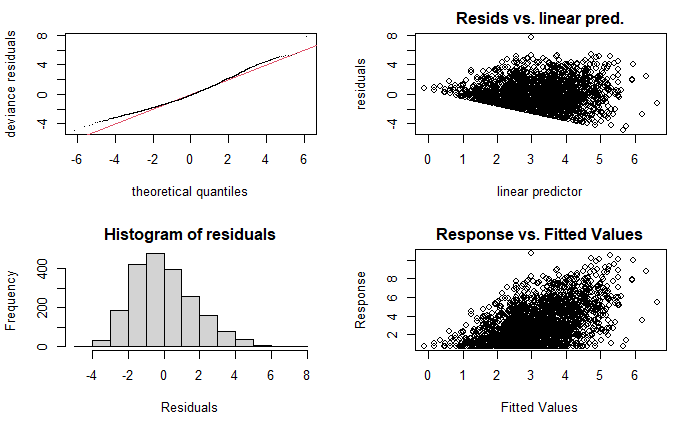 deviance residuals
-4 0 4 8
-6 -4 -2 0 2 4 6
theoretical quantiles
Resids vs. linear pred.
residuals
-4 0 4 8
0 1 2 3 4 5 6
linear predictor
Histogram of residuals
Frequency
0 200 400
-4 -2 0 2 4 6 8
Residuals
Response vs. Fitted Values
Response
2 4 6 8
0 1 2 3 4 5 6
Fitted Values